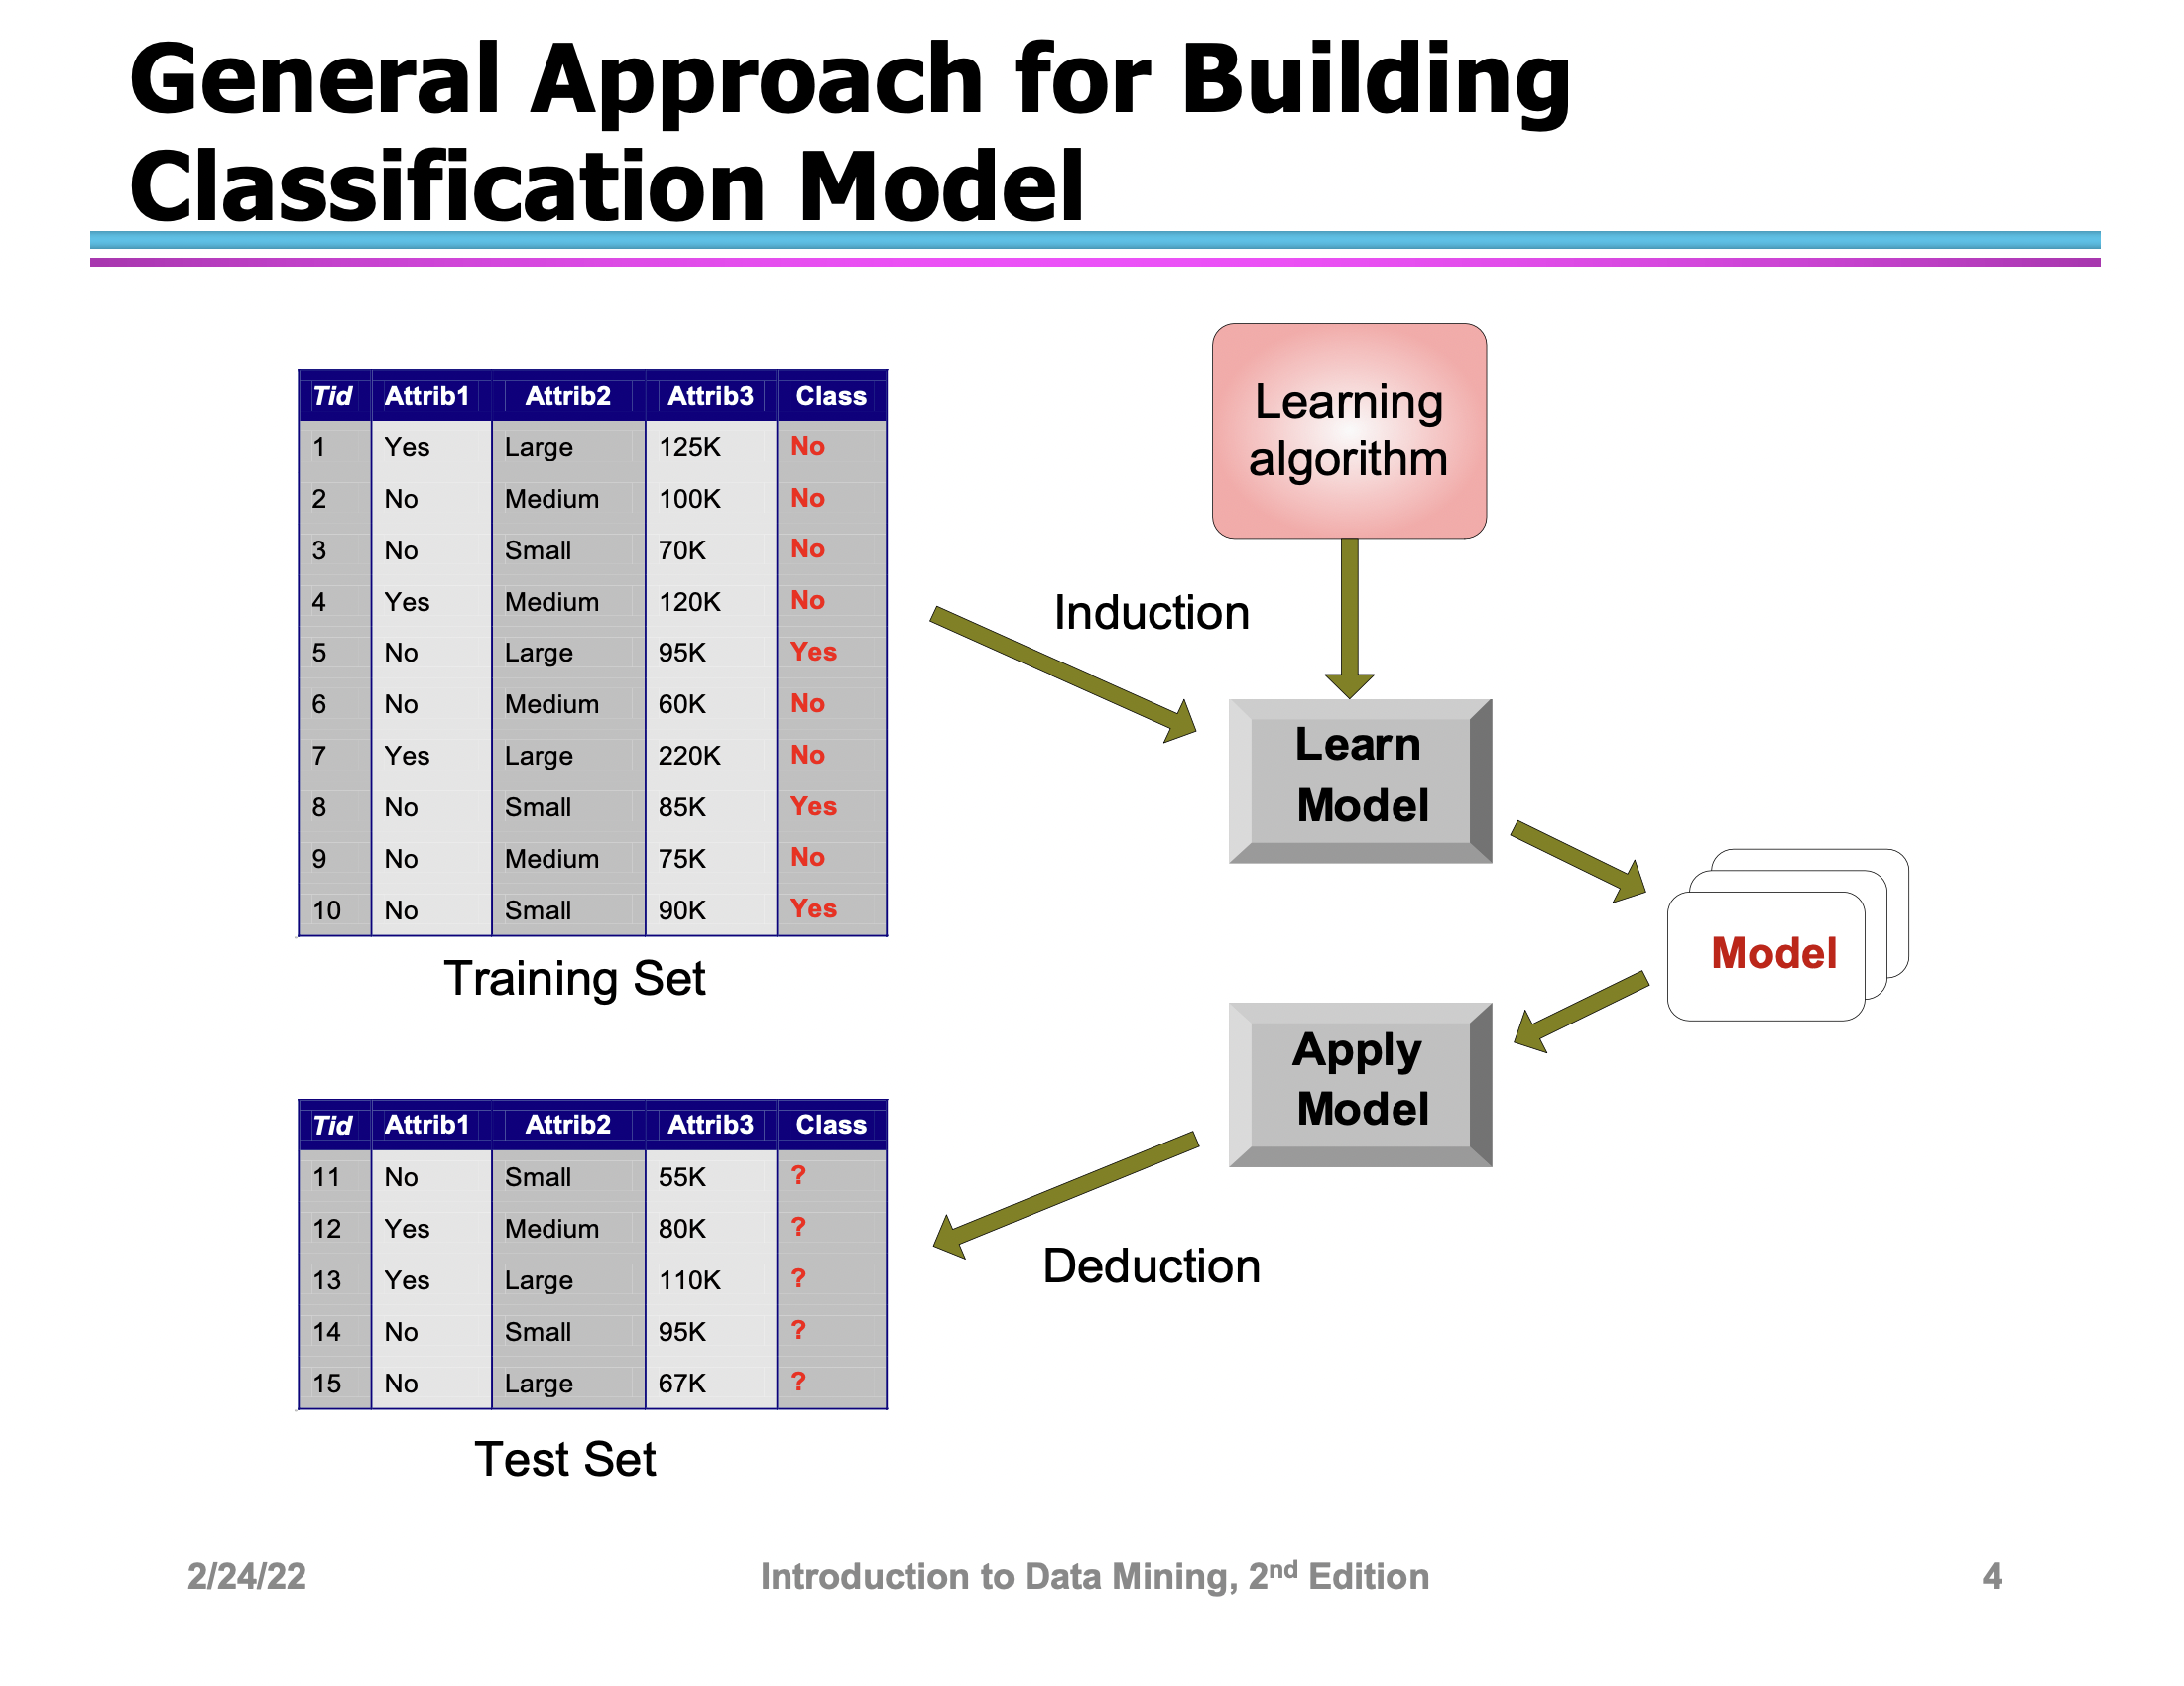 General Approach for Building
Classification Model
Tid Attrib1 Attrib2 Attrib3 Class
1 Yes Large 125K No
2 No Medium 100K No
3 No Small 70K No
4 Yes Medium 120K No
5 No Large 95K Yes
6 No Medium 60K No
7 Yes Large 220K No
8 No Small 85K Yes
9 No Medium 75K No
10 No Small 90K Yes
Training Set
Learning
algorithm
Induction
Learn
Model
Model
Apply
Model
Deduction
Tid Attrib1 Attrib2 Attrib3 Class
11 No Small 55K ?
12 Yes Medium 80K ?
13 Yes Large 110K ?
14 No Small 95K ?
15 No Large 67K ?
Test Set
2/24/22 Introduction to Data Mining, 2nd Edition 4